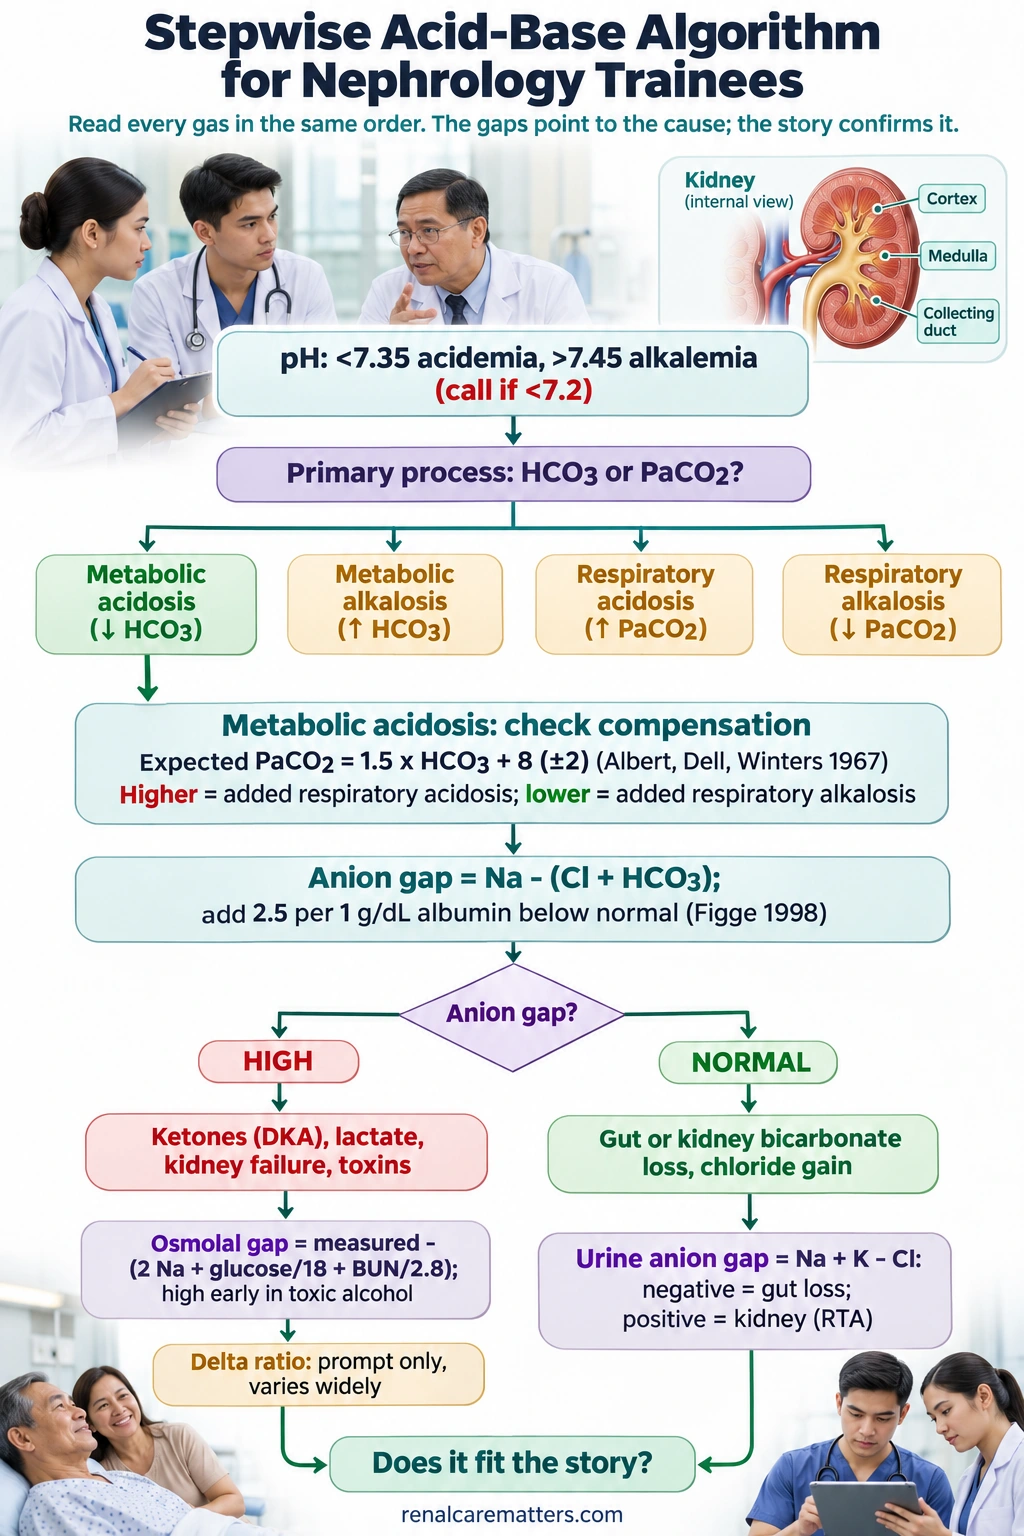 Stepwise Acid-Base Algorithm
for Nephrology Trainees
Read every gas in the same order. The gaps point to the cause; the story confirms it.
Kidney
(internal view)
Cortex
Medulla
Collecting
duct
pH: <7.35 acidemia, >7.45 alkalemia
(call if <7.2)
Primary process: HCO3 or PaCO2?
Metabolic
acidosis
(↓ HCO3)
Metabolic
alkalosis
(↑ HCO3)
Respiratory
acidosis
(↑ PaCO2)
Respiratory
alkalosis
(↓ PaCO2)
Metabolic acidosis: check compensation
Expected PaCO2 = 1.5 x HCO3 + 8 (±2) (Albert, Dell, Winters 1967)
Higher = added respiratory acidosis; lower = added respiratory alkalosis
Anion gap = Na - (Cl + HCO3);
add 2.5 per 1 g/dL albumin below normal (Figge 1998)
Anion gap?
HIGH
NORMAL
Ketones (DKA), lactate,
kidney failure, toxins
Gut or kidney bicarbonate
loss, chloride gain
Osmolal gap = measured -
(2 Na + glucose/18 + BUN/2.8);
high early in toxic alcohol
Urine anion gap = Na + K - Cl:
negative = gut loss;
positive = kidney (RTA)
Delta ratio: prompt only,
varies widely
Does it fit the story?
renalcarematters.com